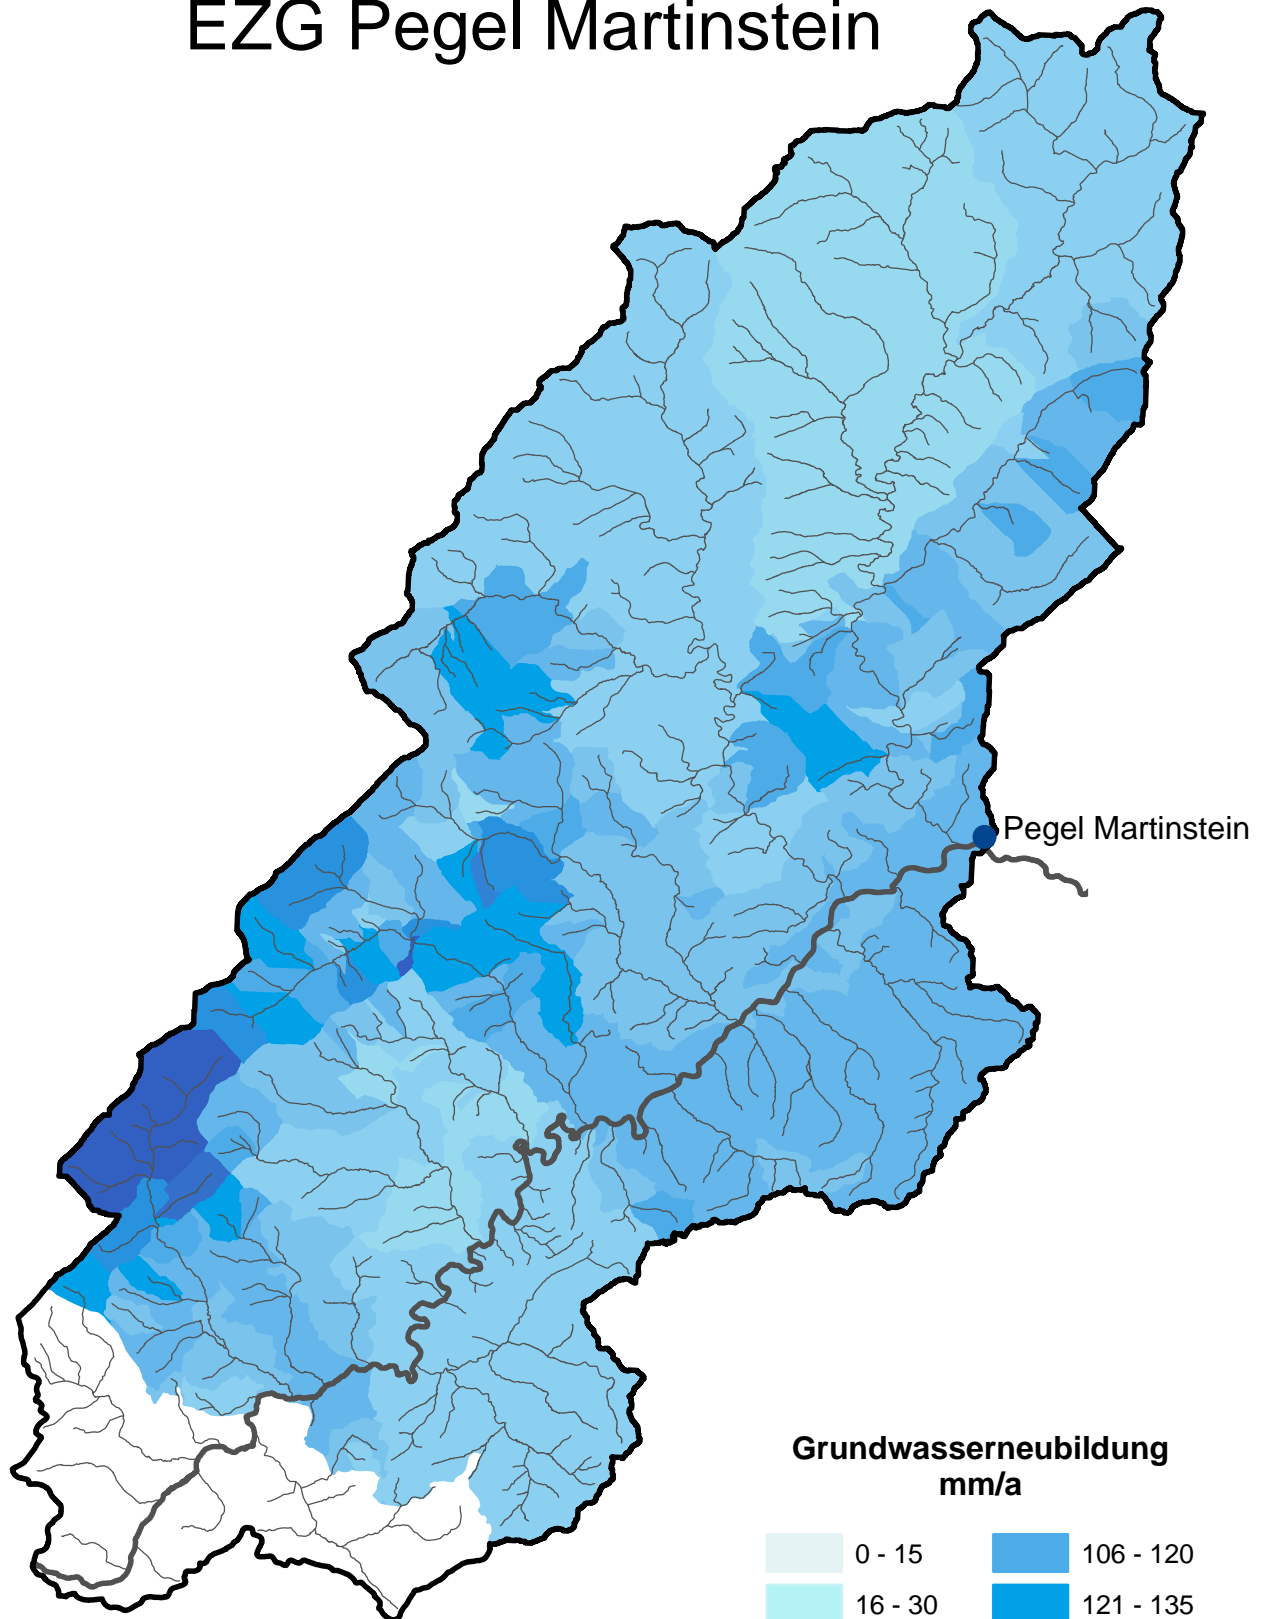 EZG Pegel Martinstein
Pegel Martinstein
Grundwasserneubildung
mm/a
0 - 15
106 - 120
16 - 30
121 - 135